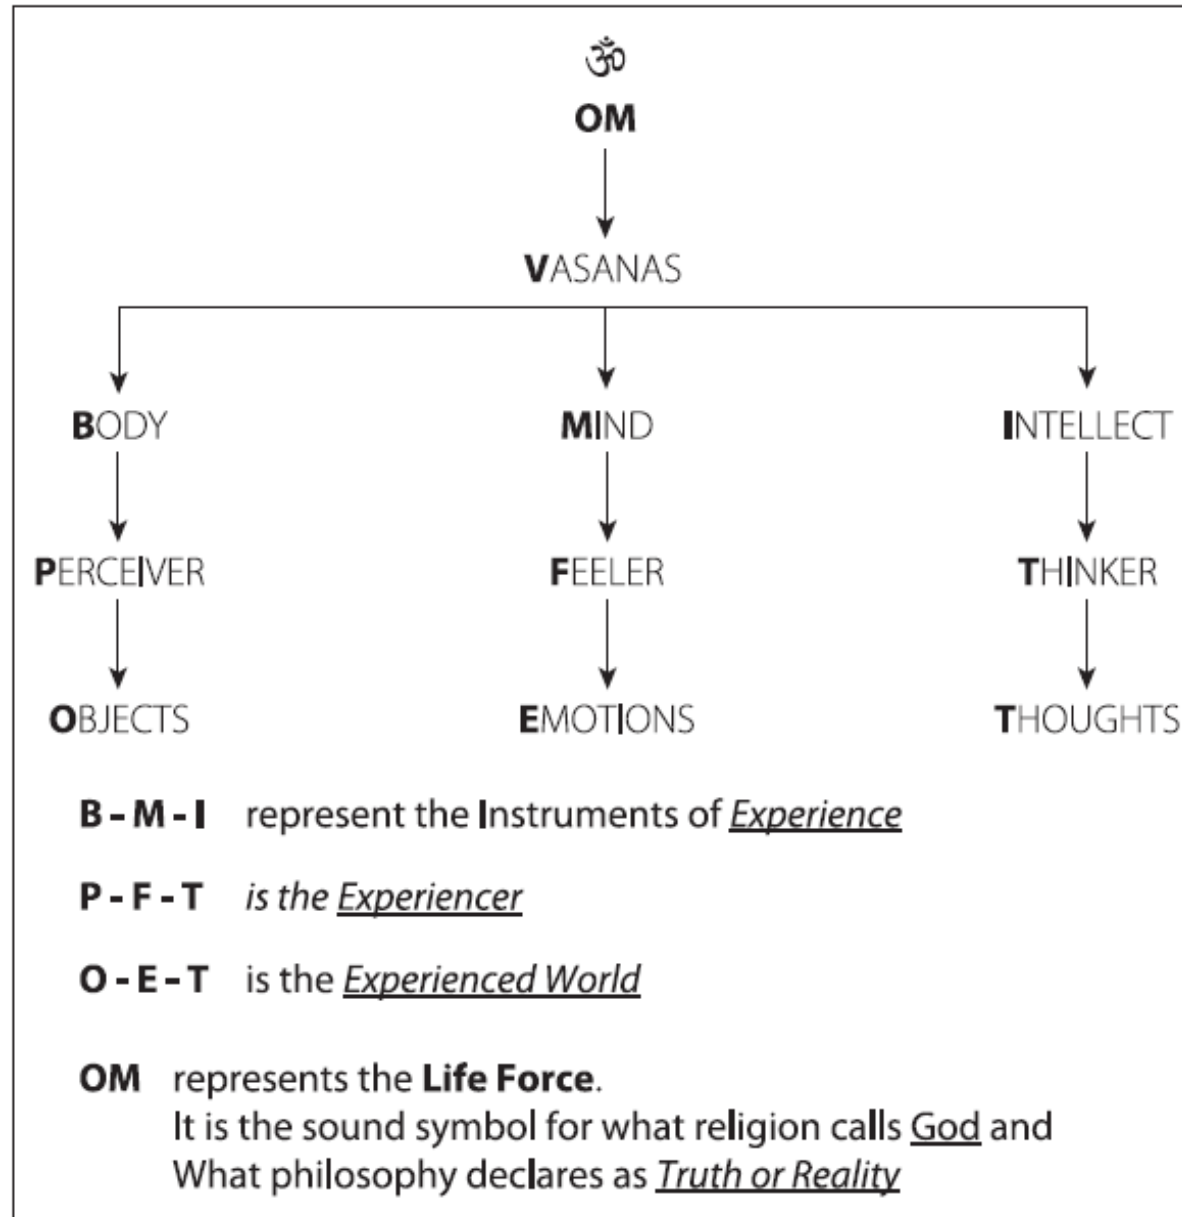 ॐ
OM
VASANAS
BODY MIND INTELLECT
PERCEIVER FEELER THINKER
OBJECTS EMOTIONS THOUGHTS
B - M - I represent the Instruments of Experience
P - F - T is the Experiencer
O - E - T is the Experienced World
OM represents the Life Force.
It is the sound symbol for what religion calls God and
What philosophy declares as Truth or Reality